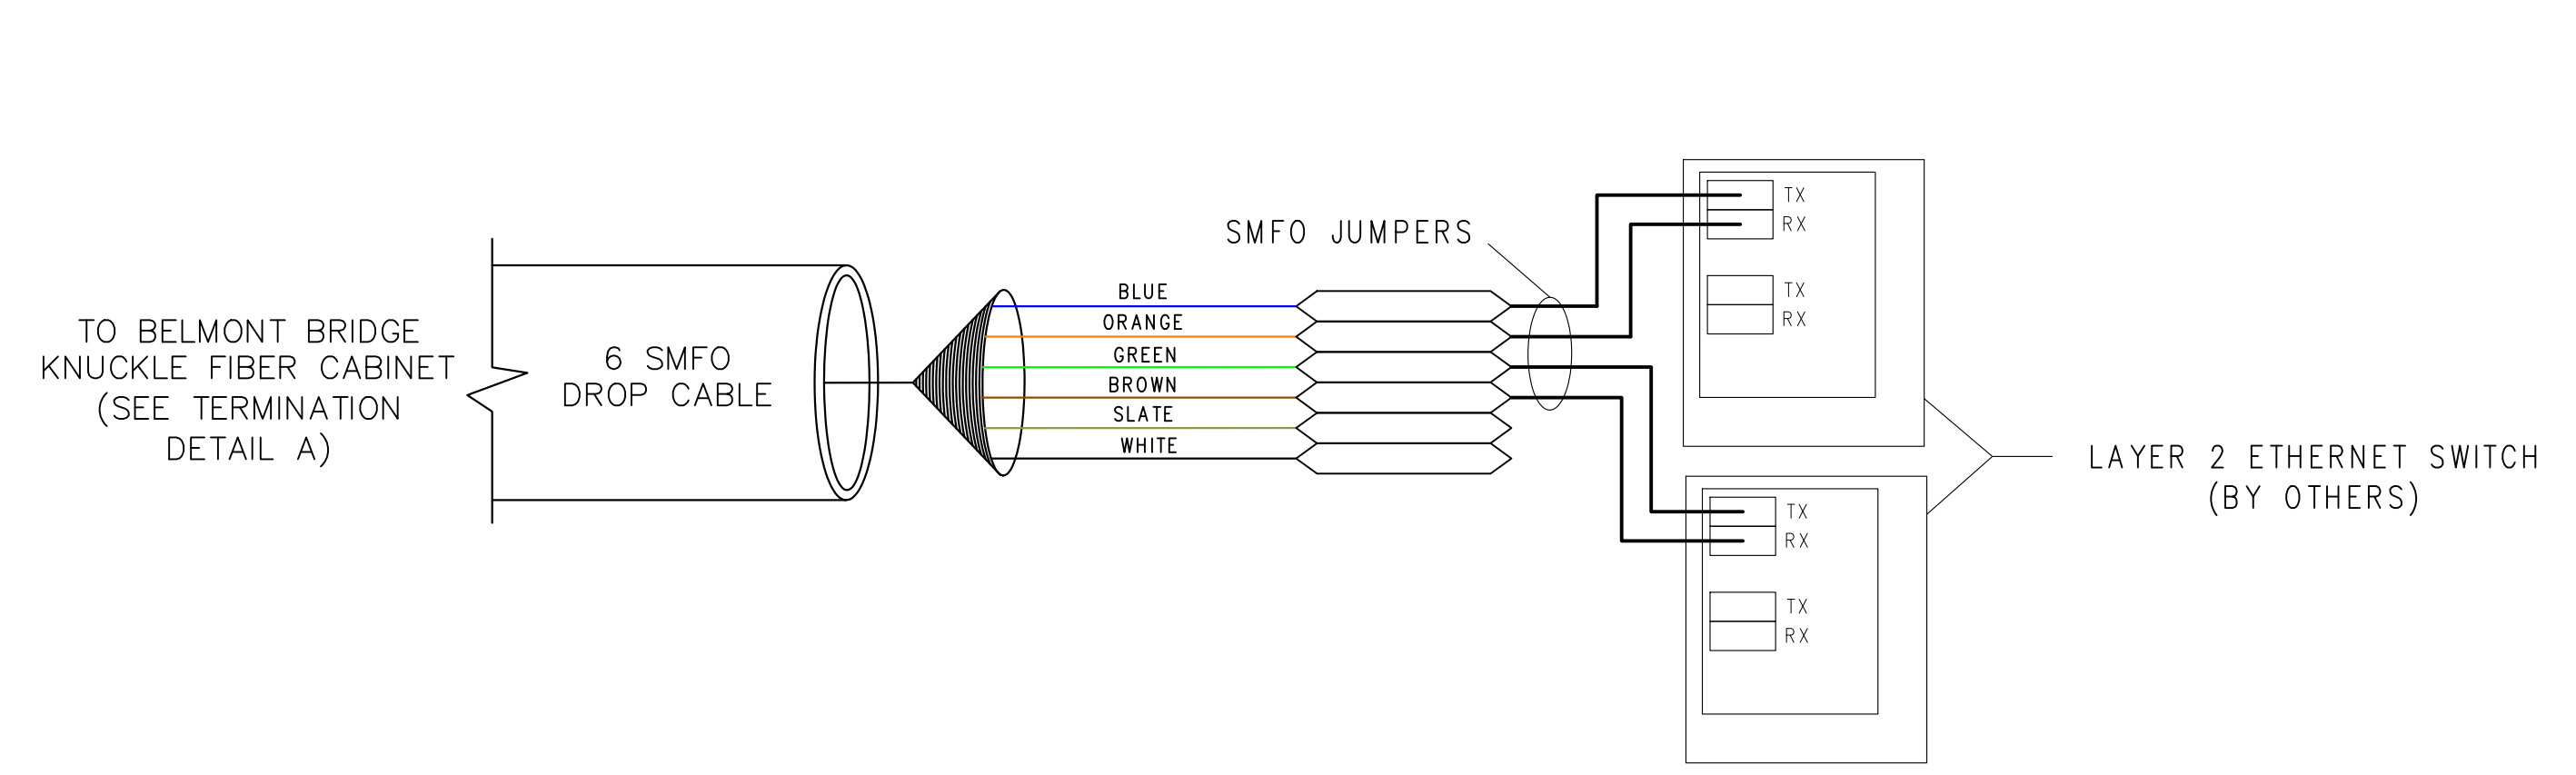 TO BELMONT BRIDGE
KNUCKLE FIBER CABINET
(SEE TERMINATION
DETAIL A)
6 SMFO
DROP CABLE
BLUE
ORANGE
GREEN
BROWN
SLATE
WHITE
SMFO JUMPERS
TX
RX
TX
RX
TX
RX
TX
RX
LAYER 2 ETHERNET SWITCH
(BY OTHERS)